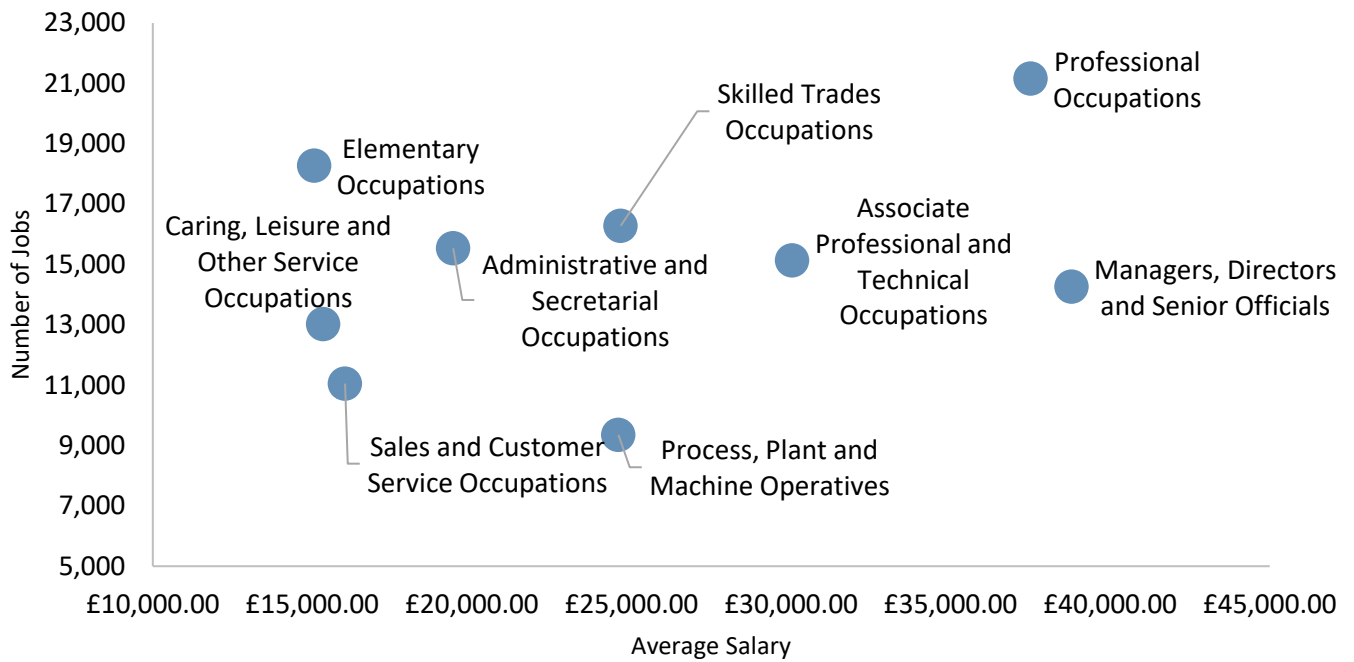 23,000
21,000
19,000
17,000
15,000
13,000
11,000
9,000
7,000
5,000
Number of Jobs
Professional
Occupations
Skilled Trades
Occupations
Elementary
Occupations
Caring, Leisure and
Other Service
Occupations
Administrative and
Secretarial
Occupations
Associate
Professional and
Technical
Occupations
Managers, Directors
and Senior Officials
Sales and Customer
Service Occupations
Process, Plant and
Machine Operatives
£10,000.00 £15,000.00 £20,000.00 £25,000.00 £30,000.00 £35,000.00 £40,000.00 £45,000.00
Average Salary